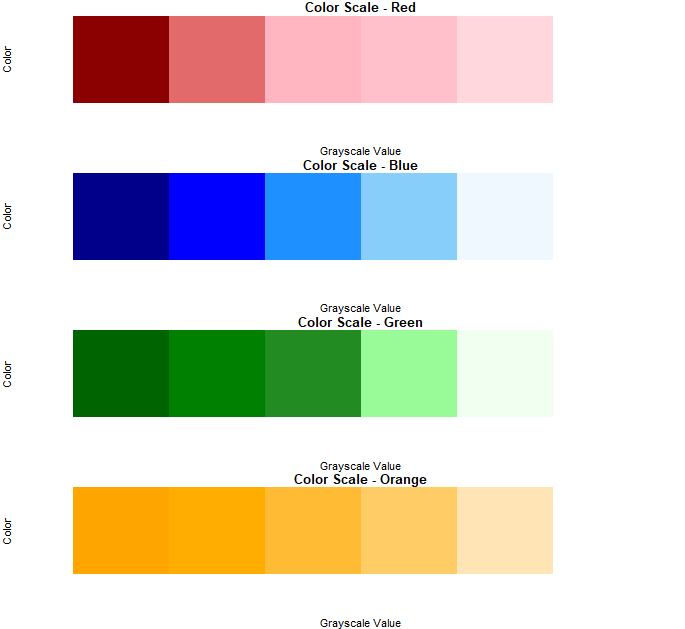 Color Scale - Red
Color
Grayscale Value
Color Scale - Blue
Color
Grayscale Value
Color Scale - Green
Color
Grayscale Value
Color Scale - Orange
Color
Grayscale Value